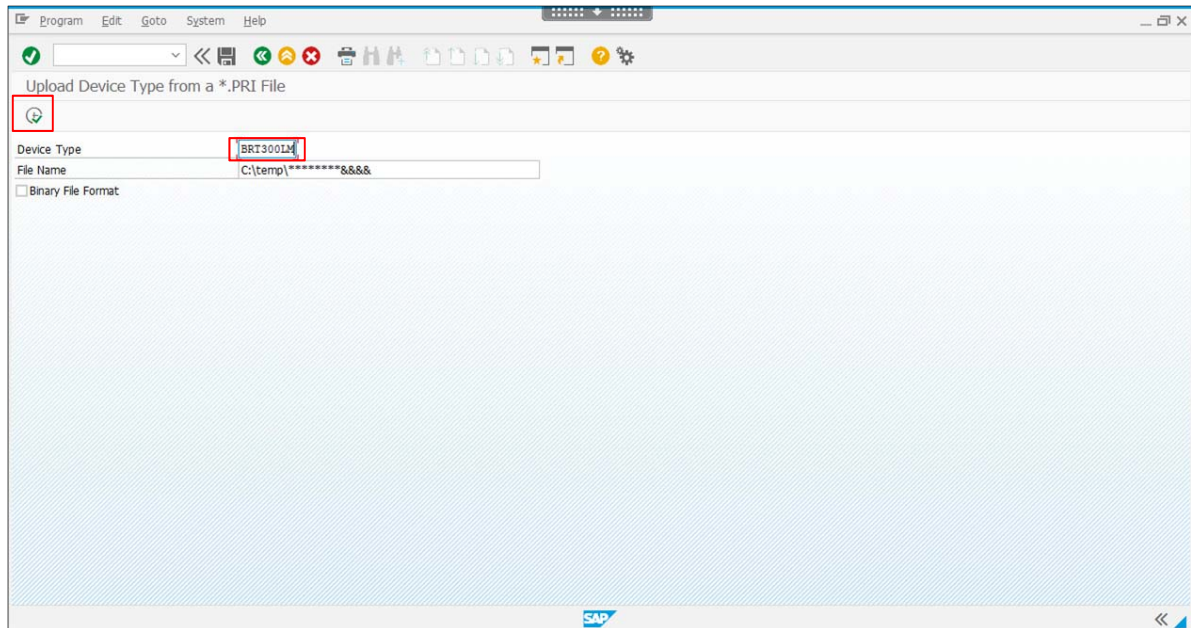 Program Edit Goto System Help
Upload Device Type from a *.PRI File
Device Type BRT300LM
File Name C:\temp\********&&&&
Binary File Format
SAP